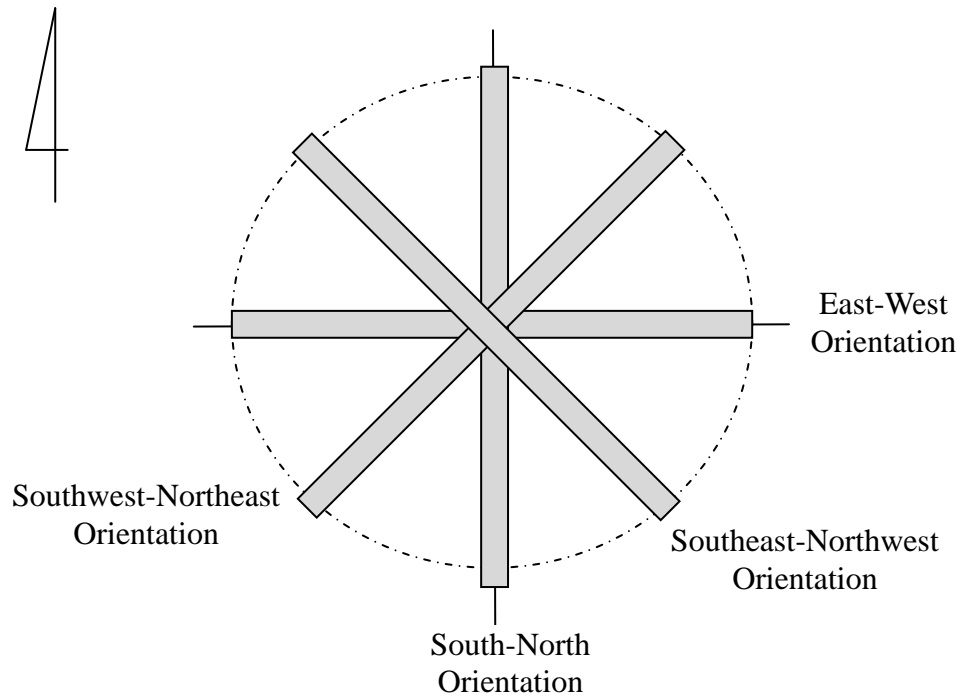 East-West
Orientation
Southwest-Northeast
Orientation
Southeast-Northwest
Orientation
South-North
Orientation